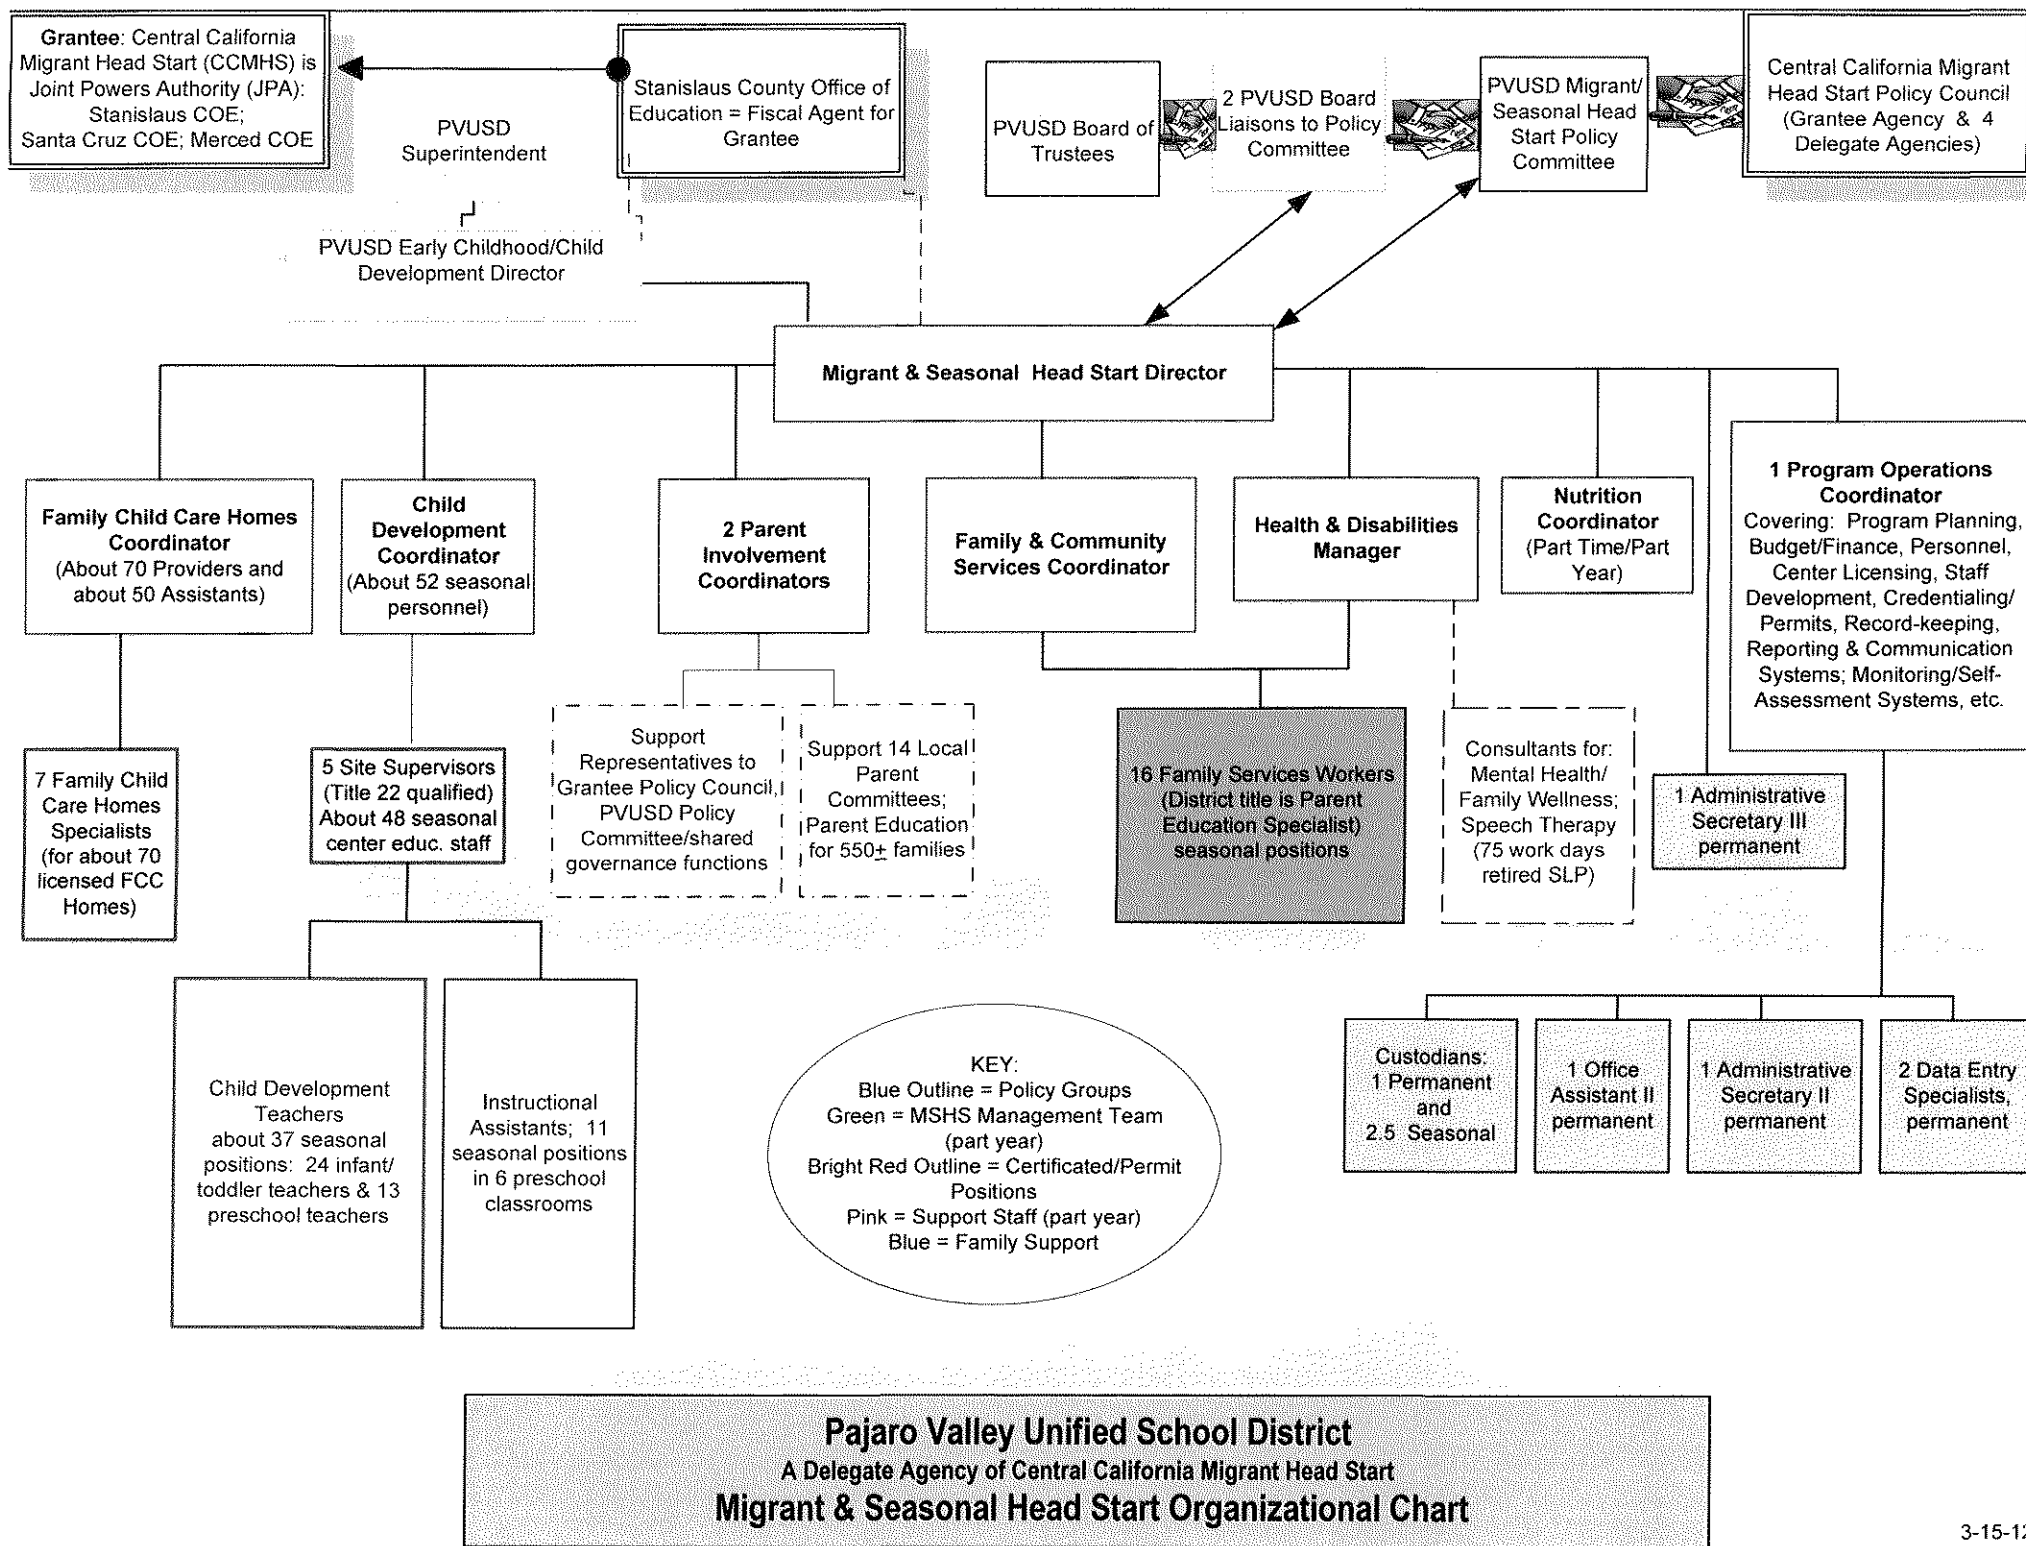 Grantee: Central California
Migrant Head Start (CCMHS) is
Joint Powers Authority (JPA):
Stanislaus COE;
Santa Cruz COE; Merced COE
PVUSD
Superintendent
Stanislaus County Office of
Education = Fiscal Agent for
Grantee
PVUSD Board of
Trustees
2 PVUSD Board
Liaisons to Policy
Committee
PVUSD Migrant/
Seasonal Head
Start Policy
Committee
Central California Migrant
Head Start Policy Council
(Grantee Agency & 4
Delegate Agencies)
PVUSD Early Childhood/Child
Development Director
Migrant & Seasonal Head Start Director
Family Child Care Homes
Coordinator
(About 70 Providers and
about 50 Assistants)
Child
Development
Coordinator
(About 52 seasonal
personnel)
2 Parent
Involvement
Coordinators
Family & Community
Services Coordinator
Health & Disabilities
Manager
Nutrition
Coordinator
(Part Time/Part
Year)
1 Program Operations
Coordinator
Covering: Program Planning,
Budget/Finance, Personnel,
Center Licensing, Staff
Development, Credentialing/
Permits, Record-keeping,
Reporting & Communication
Systems; Monitoring/Self-
Assessment Systems, etc.
7 Family Child
Care Homes
Specialists
(for about 70
licensed FCC
Homes)
5 Site Supervisors
(Title 22 qualified)
About 48 seasonal
center educ. staff
Support
Representatives to
Grantee Policy Council,
PVUSD Policy
Committee/shared
governance functions
Support 14 Local
Parent
Committees;
Parent Education
for 550± families
16 Family Services Workers
(District title is Parent
Education Specialist)
seasonal positions
Consultants for:
Mental Health/
Family Wellness;
Speech Therapy
(75 work days
retired SLP)
1 Administrative
Secretary III
permanent
Child Development
Teachers
about 37 seasonal
positions: 24 infant/
toddler teachers & 13
preschool teachers
Instructional
Assistants; 11
seasonal positions
in 6 preschool
classrooms
KEY:
Blue Outline = Policy Groups
Green = MSHS Management Team
(part year)
Bright Red Outline = Certificated/Permit
Positions
Pink = Support Staff (part year)
Blue = Family Support
Custodians:
1 Permanent
and
2.5 Seasonal
1 Office
Assistant II
permanent
1 Administrative
Secretary II
permanent
2 Data Entry
Specialists,
permanent
Pajaro Valley Unified School District
A Delegate Agency of Central California Migrant Head Start
Migrant & Seasonal Head Start Organizational Chart
3-15-12